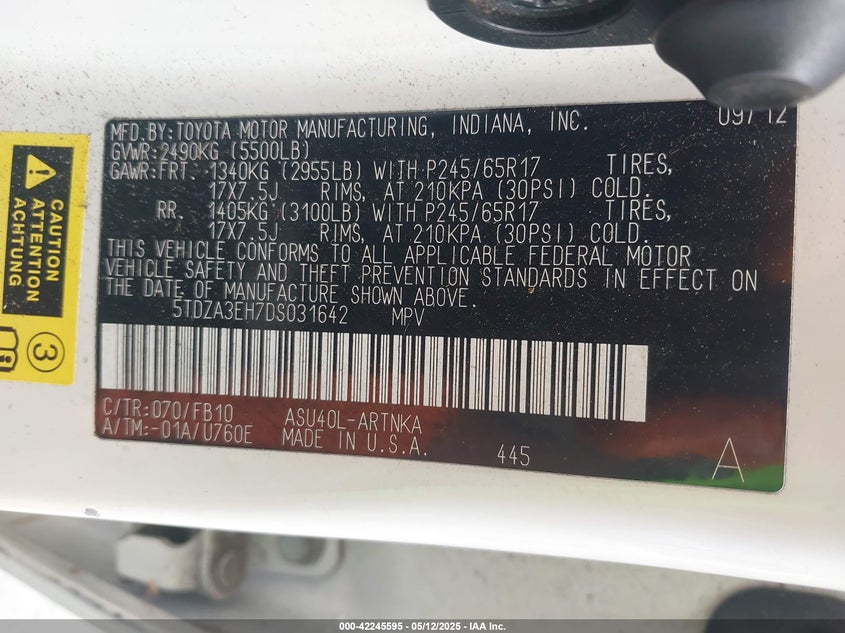 09/12
MFD.BY:TOYOTA MOTOR MANUFACTURING, INDIANA, INC.
GVWR:2490KG (5500LB)
GAWR:FRT. 1340KG (2955LB) WITH P245/65R17 TIRES,
17X7.5J RIMS, AT 210KPA (30PSI) COLD.
RR. 1405KG (3100LB) WITH P245/65R17 TIRES,
17X7.5J RIMS, AT 210KPA (30PSI) COLD.
THIS VEHICLE CONFORMS TO ALL APPLICABLE FEDERAL MOTOR
VEHICLE SAFETY AND THEFT PREVENTION STANDARDS IN EFFECT ON
THE DATE OF MANUFACTURE SHOWN ABOVE.
5TDZA3EH7DS031642 MPV
C/TR:070/FB10 ASU40L-ARTNKA
A/TM:-01A/U760E MADE IN U.S.A.
445 A
CAUTION
ATTENTION
ACHTUNG
3
000-42245595 - 05/12/2025 - IAA Inc.